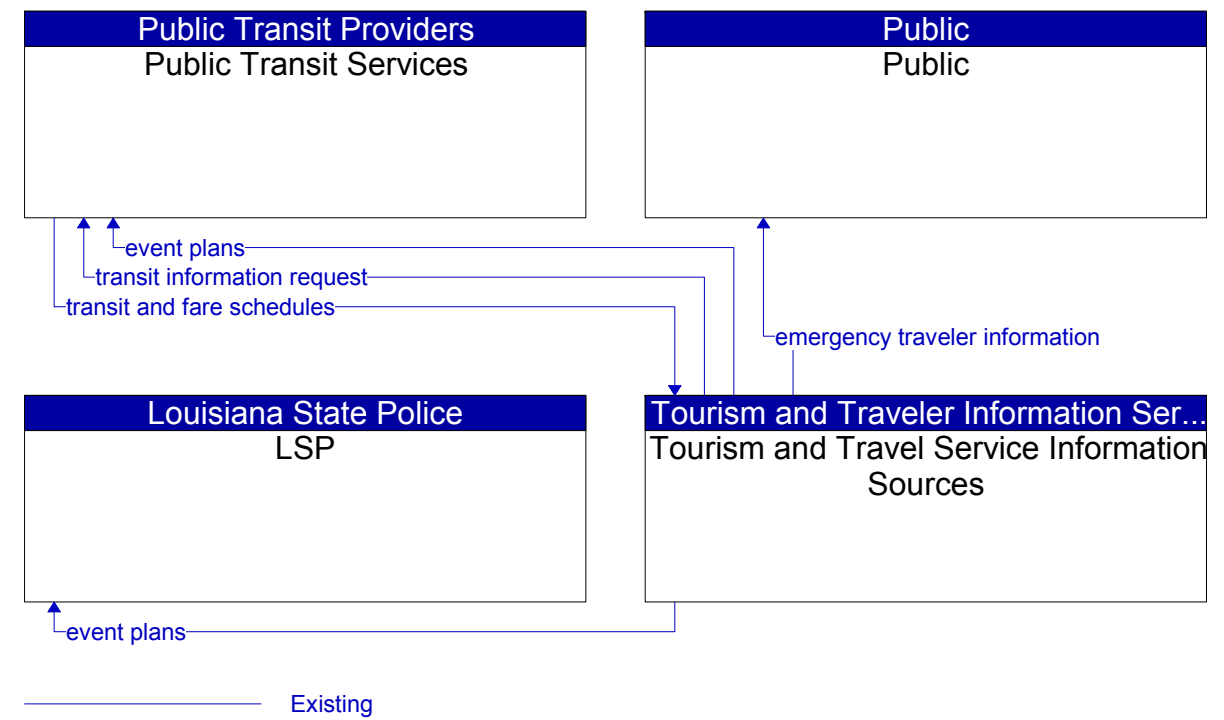 Public Transit Providers
Public Transit Services
Public
Public
event plans
transit information request
transit and fare schedules
emergency traveler information
Louisiana State Police
LSP
Tourism and Traveler Information Ser...
Tourism and Travel Service Information
Sources
event plans
Existing